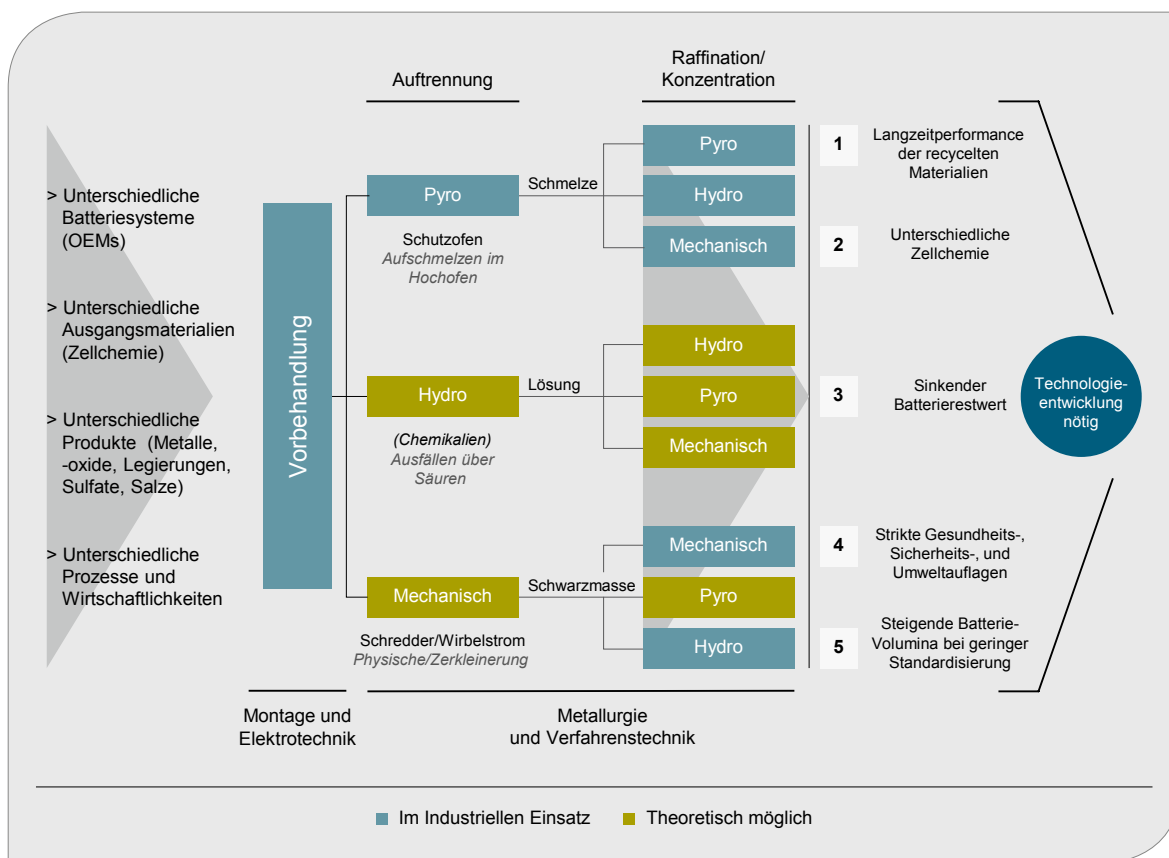 Auftrennung
Raffination/
Konzentration
> Unterschiedliche
Batteriesysteme
(OEMs)
> Unterschiedliche
Ausgangsmaterialien
(Zellchemie)
> Unterschiedliche
Produkte (Metalle,
-oxide, Legierungen,
Sulfate, Salze)
> Unterschiedliche
Prozesse und
Wirtschaftlichkeiten
Vorbehandlung
Pyro
Schutzofen
Aufschmelzen im
Hochofen
Schmelze
Pyro
Hydro
Mechanisch
Hydro
(Chemikalien)
Ausfällen über
Säuren
Lösung
Hydro
Pyro
Mechanisch
Mechanisch
Schredder/Wirbelstrom
Physische/Zerkleinerung
Schwarzmasse
Mechanisch
Pyro
Hydro
1
Langzeitperformance
der recycelten
Materialien
2
Unterschiedliche
Zellchemie
3
Sinkender
Batterierestwert
4
Strikte Gesundheits-,
Sicherheits-, und
Umweltauflagen
5
Steigende Batterie-
Volumina bei geringer
Standardisierung
Technologie-
entwicklung
nötig
Montage und
Elektrotechnik
Metallurgie
und Verfahrenstechnik
Im Industriellen Einsatz
Theoretisch möglich